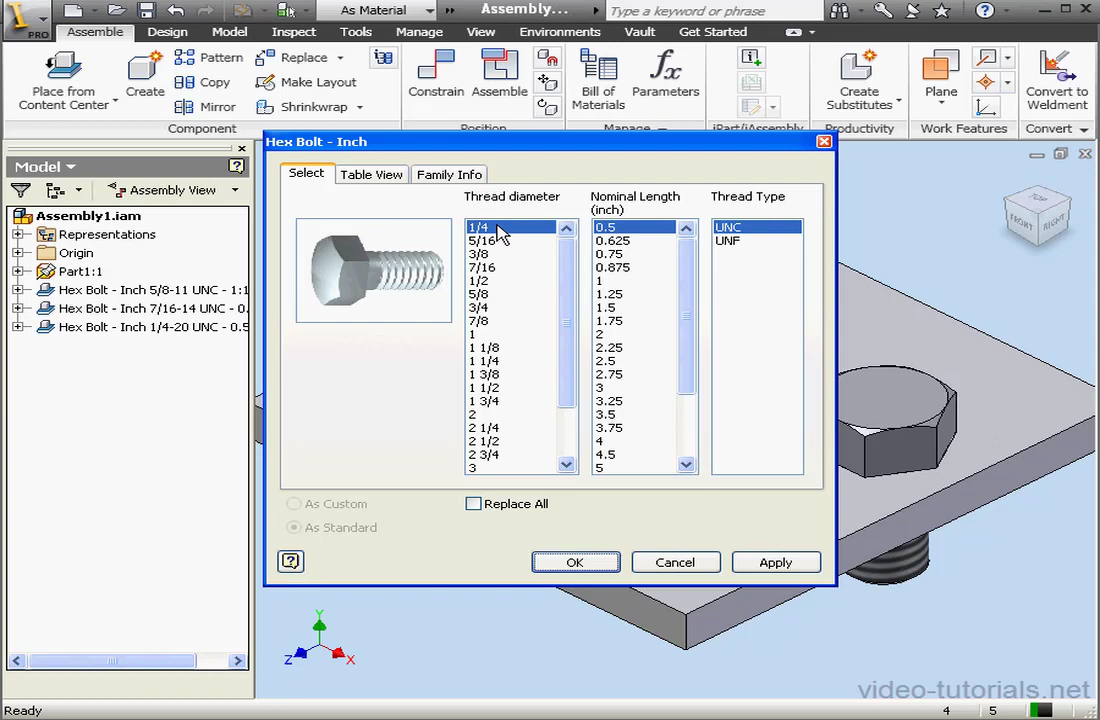 As Material
Assembly...
Type a keyword or phrase
PRO
Assemble
Design
Model
Inspect
Tools
Manage
View
Environments
Vault
Get Started
Place from
Content Center
Create
Pattern
Copy
Mirror
Replace
Make Layout
Shrinkwrap
Constrain
Assemble
Bill of
Materials
Parameters
Create
Substitutes
Plane
Convert to
Weldment
Component
Position
Manage
iPart/iAssembly
Productivity
Work Features
Convert
Model
Assembly View
Assembly1.iam
Representations
Origin
Part1:1
Hex Bolt - Inch 5/8-11 UNC - 1:1
Hex Bolt - Inch 7/16-14 UNC - 0.
Hex Bolt - Inch 1/4-20 UNC - 0.5
Hex Bolt - Inch
Select
Table View
Family Info
Thread diameter
1/4
5/16
3/8
7/16
1/2
5/8
3/4
7/8
1
1 1/8
1 1/4
1 3/8
1 1/2
1 3/4
2
2 1/4
2 1/2
2 3/4
3
Nominal Length
(inch)
0.5
0.625
0.75
0.875
1
1.25
1.5
1.75
2
2.25
2.5
2.75
3
3.25
3.5
3.75
4
4.5
5
Thread Type
UNC
UNF
As Custom
As Standard
Replace All
OK
Cancel
Apply
TOP
FRONT
RIGHT
Y
Z
X
video-tutorials.net
Ready
4
5